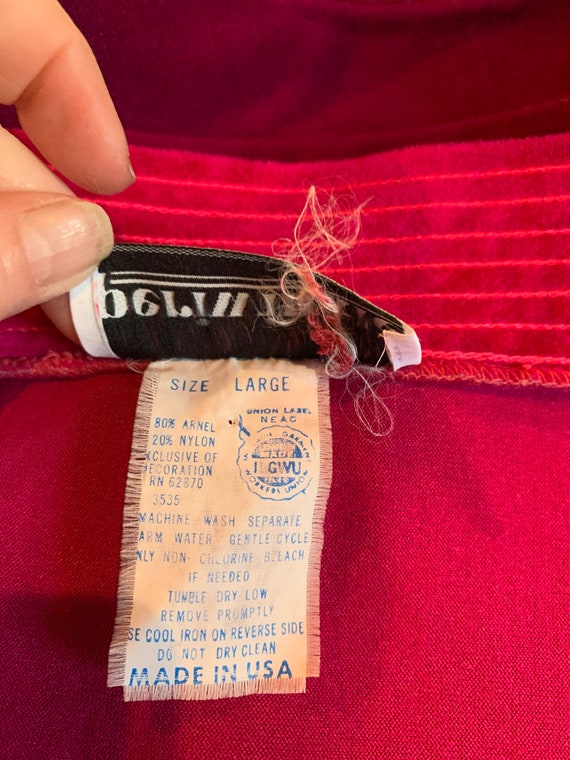 SIZE LARGE
80% ARNEL
20% NYLON
XCLUSIVE OF
DECORATION
RN 62870
3535
UNION LABEL
NEAC
ILGWU
MACHINE WASH SEPARATE
ARM WATER GENTLE CYCLE
NLY NON- CHLORINE BLEACH
IF NEEDED
TUMBLE DRY LOW
REMOVE PROMPTLY
SE COOL IRON ON REVERSE SIDE
DO NOT DRY CLEAN
MADE IN USA